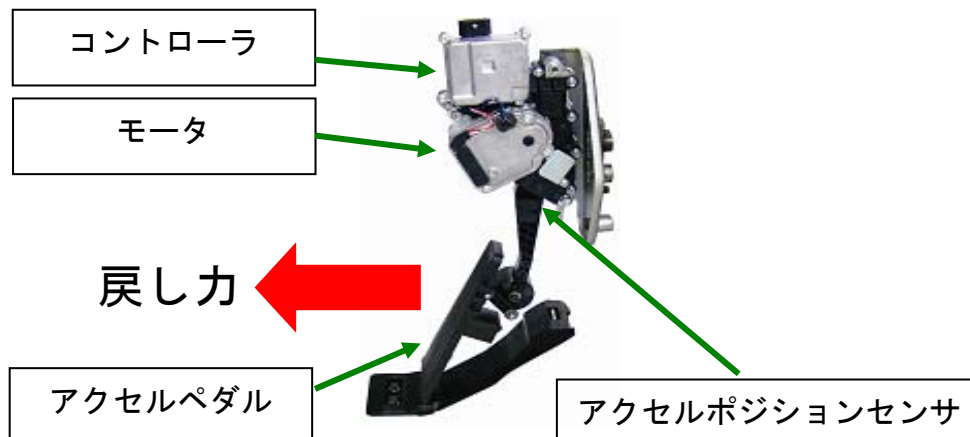 コントローラ
モータ
戻し力
アクセルペダル
アクセルポジションセンサ